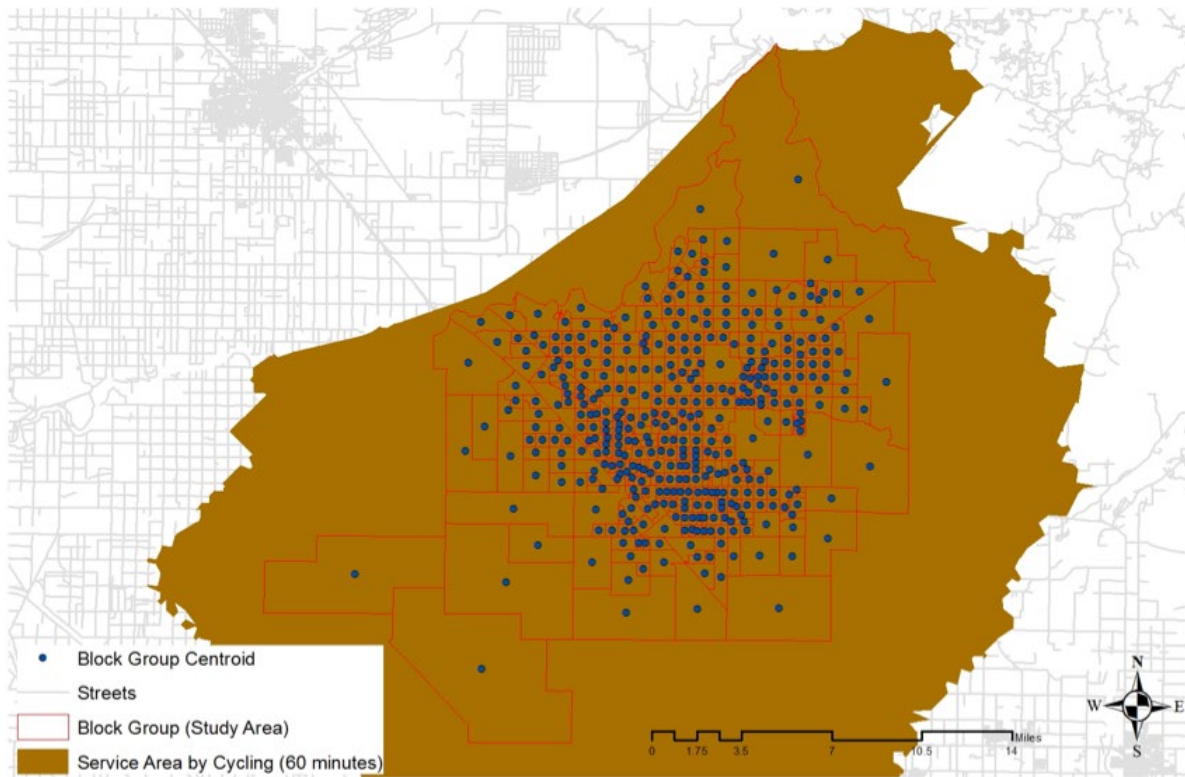 Block Group Centroid
Streets
Block Group (Study Area)
Service Area by Cycling (60 minutes)
N
W E
S
Miles
0 1.75 3.5 7 10.5 14